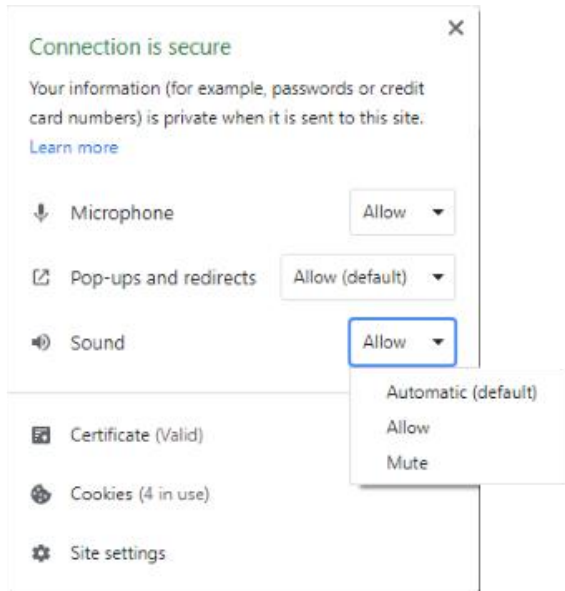 Connection is secure
Your information (for example, passwords or credit
card numbers) is private when it is sent to this site.
Learn more
Microphone Allow
Pop-ups and redirects Allow (default)
Sound Allow
Automatic (default)
Allow
Mute
Certificate (Valid)
Cookies (4 in use)
Site settings